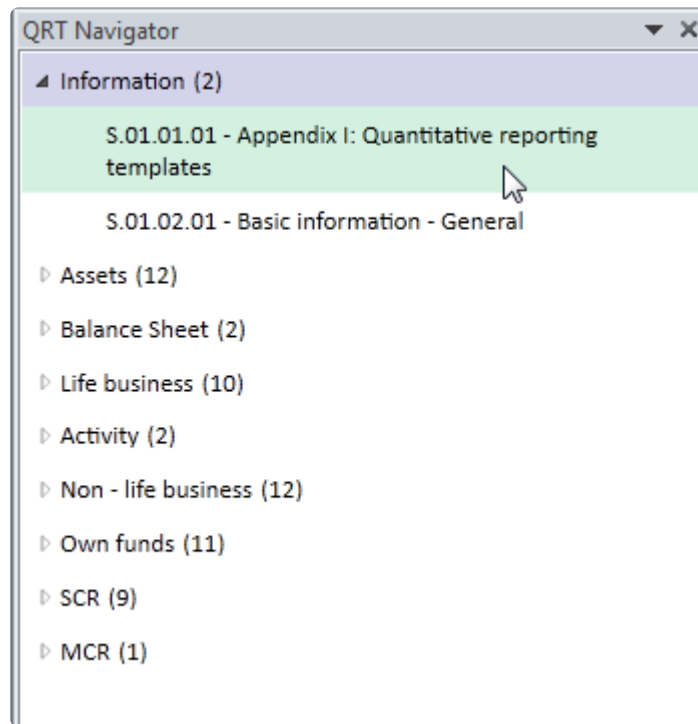 QRT Navigator
Information (2)
S.01.01.01 - Appendix I: Quantitative reporting
templates
S.01.02.01 - Basic information - General
Assets (12)
Balance Sheet (2)
Life business (10)
Activity (2)
Non - life business (12)
Own funds (11)
SCR (9)
MCR (1)